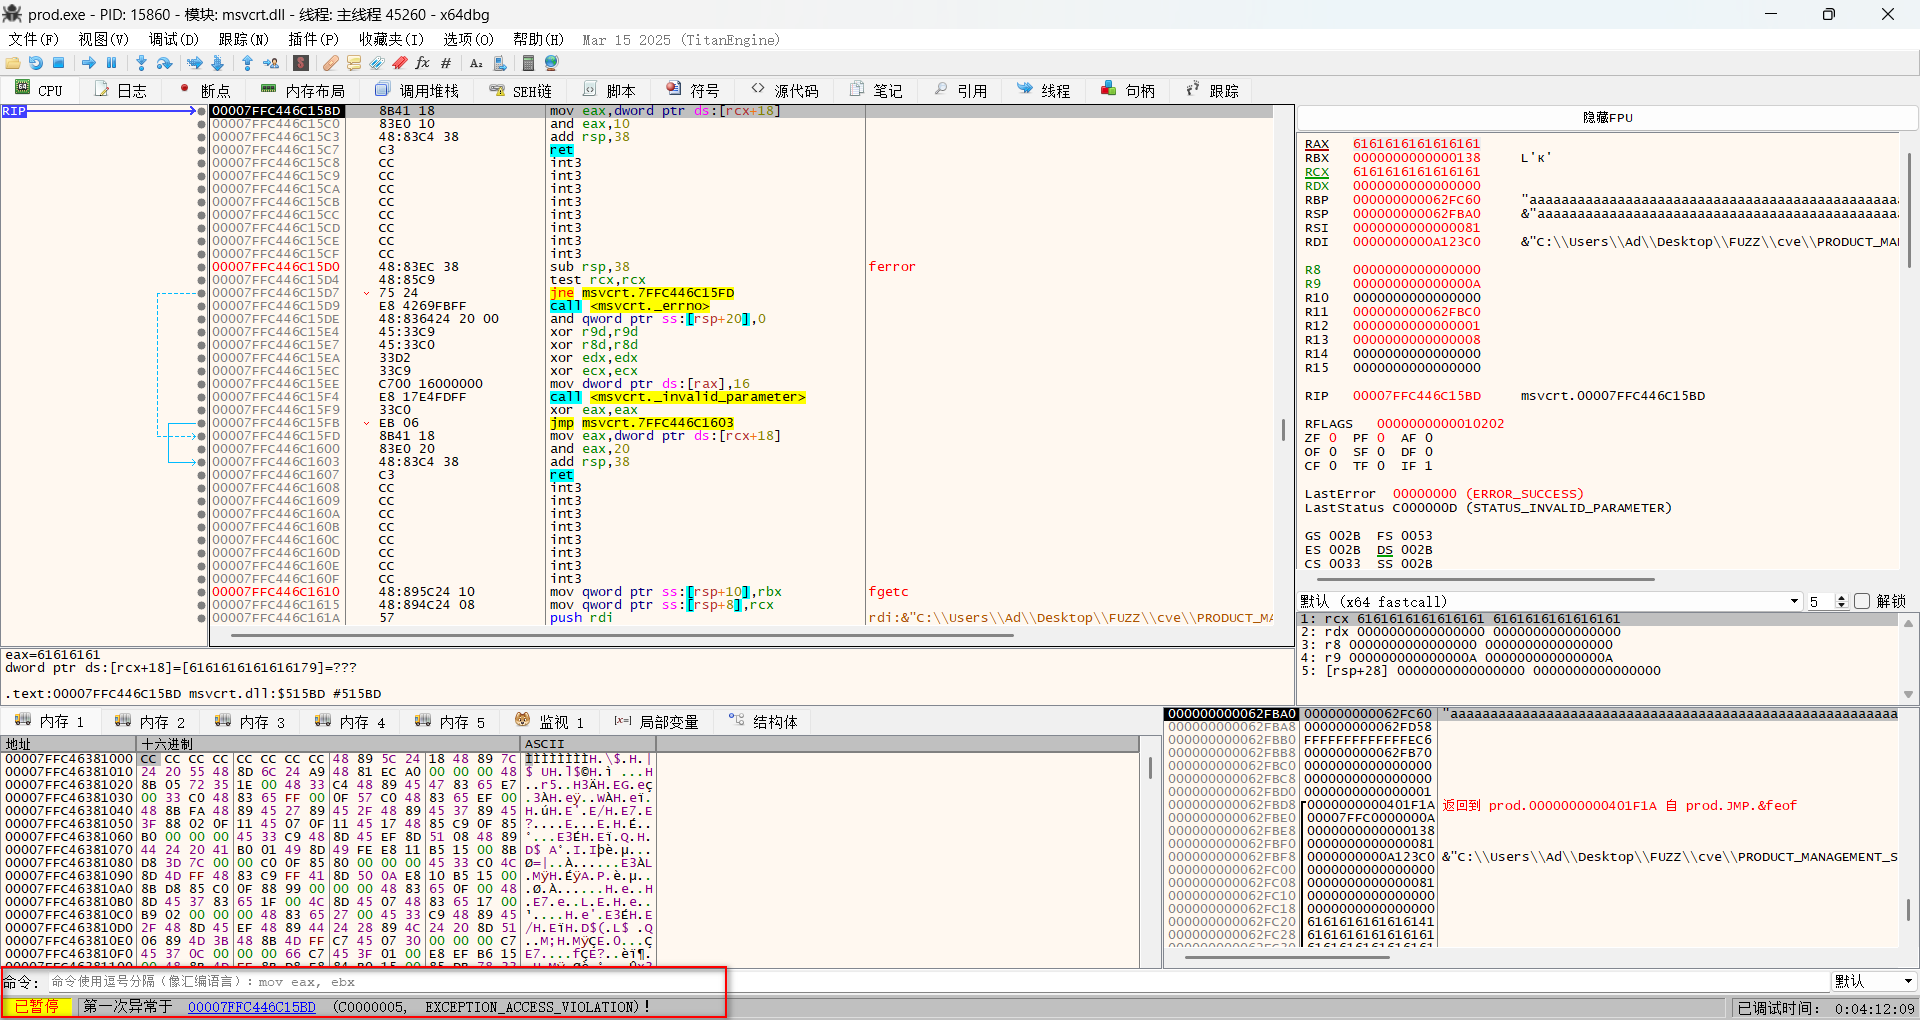 prod.exe - PID: 15860 - 模块: msvcrt.dll - 线程: 主线程 45260 - x64dbg
文件(F) 视图(V) 调试(D) 跟踪(N) 插件(P) 收藏夹(I) 选项(O) 帮助(H) Mar 15 2025 (TitanEngine)
CPU 日志 断点 内存布局 调用堆栈 SEH链 脚本 符号 源代码 笔记 引用 线程 句柄 跟踪
RIP
00007FFC446C15BD 8B41 18 mov eax,dword ptr ds:[rcx+18]
00007FFC446C15C0 83E0 10 and eax,10
00007FFC446C15C3 48:83C4 38 add rsp,38
00007FFC446C15C7 C3 ret
00007FFC446C15C8 CC int3
00007FFC446C15C9 CC int3
00007FFC446C15CA CC int3
00007FFC446C15CB CC int3
00007FFC446C15CC CC int3
00007FFC446C15CD CC int3
00007FFC446C15CE CC int3
00007FFC446C15CF CC int3
00007FFC446C15D0 48:83EC 38 sub rsp,38 ferror
00007FFC446C15D4 48:85C9 test rcx,rcx
00007FFC446C15D7 75 24 jne msvcrt.7FFC446C15FD
00007FFC446C15D9 E8 4269FBFF call <msvcrt._errno>
00007FFC446C15DE 48:836424 20 00 and qword ptr ss:[rsp+20],0
00007FFC446C15E4 45:33C9 xor r9d,r9d
00007FFC446C15E7 45:33C0 xor r8d,r8d
00007FFC446C15EA 33D2 xor edx,edx
00007FFC446C15EC 33C9 xor ecx,ecx
00007FFC446C15EE C700 16000000 mov dword ptr ds:[rax],16
00007FFC446C15F4 E8 17E4FDFF call <msvcrt._invalid_parameter>
00007FFC446C15F9 33C0 xor eax,eax
00007FFC446C15FB EB 06 jmp msvcrt.7FFC446C1603
00007FFC446C15FD 8B41 18 mov eax,dword ptr ds:[rcx+18]
00007FFC446C1600 83E0 20 and eax,20
00007FFC446C1603 48:83C4 38 add rsp,38
00007FFC446C1607 C3 ret
00007FFC446C1608 CC int3
00007FFC446C1609 CC int3
00007FFC446C160A CC int3
00007FFC446C160B CC int3
00007FFC446C160C CC int3
00007FFC446C160D CC int3
00007FFC446C160E CC int3
00007FFC446C160F CC int3
00007FFC446C1610 48:895C24 10 mov qword ptr ss:[rsp+10],rbx fgetc
00007FFC446C1615 48:894C24 08 mov qword ptr ss:[rsp+8],rcx
00007FFC446C161A 57 push rdi rdi:&"C:\\Users\\Ad\\Desktop\\FUZZ\\cve\\PRODUCT_MA
隐藏FPU
RAX 6161616161616161
RBX 0000000000000138 L'ĸ'
RCX 6161616161616161
RDX 0000000000000000
RBP 000000000062FC60 "aaaaaaaaaaaaaaaaaaaaaaaaaaaaaaaaaaaaaaaaaaaaaa
RSP 000000000062FBA0 &"aaaaaaaaaaaaaaaaaaaaaaaaaaaaaaaaaaaaaaaaaaaaa
RSI 0000000000000081
RDI 0000000000A123C0 &"C:\\Users\\Ad\\Desktop\\FUZZ\\cve\\PRODUCT_MA
R8 0000000000000000
R9 000000000000000A
R10 0000000000000000
R11 000000000062FBC0
R12 0000000000000001
R13 0000000000000008
R14 0000000000000000
R15 0000000000000000
RIP 00007FFC446C15BD msvcrt.00007FFC446C15BD
RFLAGS 0000000000010202
ZF 0 PF 0 AF 0
OF 0 SF 0 DF 0
CF 0 TF 0 IF 1
LastError 00000000 (ERROR_SUCCESS)
LastStatus C000000D (STATUS_INVALID_PARAMETER)
GS 002B FS 0053
ES 002B DS 002B
CS 0033 SS 002B
默认 (x64 fastcall) 5 解锁
1: rcx 6161616161616161 6161616161616161
2: rdx 0000000000000000 0000000000000000
3: r8 0000000000000000 0000000000000000
4: r9 000000000000000A 000000000000000A
5: [rsp+28] 0000000000000000 0000000000000000
eax=61616161
dword ptr ds:[rcx+18]=[6161616161616179]=???
.text:00007FFC446C15BD msvcrt.dll:$515BD #515BD
内存 1 内存 2 内存 3 内存 4 内存 5 监视 1 局部变量 结构体
地址 十六进制 ASCII
00007FFC46381000 CC CC CC CC CC CC CC CC 48 89 5C 24 18 48 89 7C
00007FFC46381010 24 20 55 48 8D 6C 24 A9 48 81 EC A0 00 00 00 48
00007FFC46381020 8B 05 72 35 1E 00 48 33 C4 48 89 45 47 83 65 E7
00007FFC46381030 00 33 C0 48 83 65 FF 00 0F 57 C0 48 83 65 EF 00
00007FFC46381040 48 8B FA 48 89 45 27 89 45 2F 48 89 45 37 89 45
00007FFC46381050 3F 88 02 0F 11 45 07 0F 11 45 17 48 85 C9 0F 85
00007FFC46381060 B0 00 00 00 45 33 C9 48 8D 45 EF 8D 51 08 48 89
00007FFC46381070 44 24 20 41 B0 01 49 8D 49 FE E8 11 B5 15 00 8B
00007FFC46381080 D8 3D 7C 00 00 C0 0F 85 80 00 00 00 45 33 C0 4C
00007FFC46381090 8D 4D FF 48 83 C9 FF 41 8D 50 0A E8 10 B5 15 00
00007FFC463810A0 8B D8 85 C0 0F 88 99 00 00 00 48 83 65 0F 00 48
00007FFC463810B0 8D 45 37 83 65 1F 00 4C 8D 45 07 48 83 65 17 00
00007FFC463810C0 B9 02 00 00 00 48 83 65 27 00 45 33 C9 48 89 45
00007FFC463810D0 2F 48 8D 45 EF 48 89 44 24 28 89 4C 24 20 8D 51
00007FFC463810E0 06 89 4D 3B 48 8B 4D FF C7 45 07 30 00 00 00 C7
00007FFC463810F0 45 37 0C 00 00 00 66 C7 45 3F 01 00 E8 EF B6 15
000000000062FBA0 000000000062FC60 "aaaaaaaaaaaaaaaaaaaaaaaaaaaaaaaaaaaaaaaaaaaaaaaaaaaaaaaa
000000000062FBA8 000000000062FE58
000000000062FBB0 FFFFFFFFFFFFFEC6
000000000062FBB8 000000000062FB70
000000000062FBC0 0000000000000000
000000000062FBC8 0000000000000000
000000000062FBD0 0000000000000001
000000000062FBD8 0000000000401F1A 返回到 prod.0000000000401F1A 自 prod.JMP.&feof
000000000062FBE0 00007FFC0000000A
000000000062FBE8 0000000000000138
000000000062FBF0 0000000000000081
000000000062FBF8 0000000000A123C0 &"C:\\Users\\Ad\\Desktop\\FUZZ\\cve\\PRODUCT_MANAGEMENT_S
000000000062FC00 0000000000000000
000000000062FC08 0000000000000081
000000000062FC10 0000000000000000
000000000062FC18 0000000000000000
000000000062FC20 6161616161616141
000000000062FC28 6161616161616161
命令: 命令使用逗号分隔（像汇编语言）: mov eax, ebx 默认
已暂停 第一次异常于 00007FFC446C15BD (C0000005, EXCEPTION_ACCESS_VIOLATION)! 已调试时间: 0:04:12:09